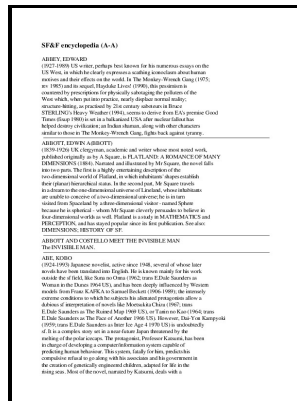 SF&F encyclopedia (A-A)
ABBEY, EDWARD
(1927-1989) US writer, perhaps best known for his numerous essays on the
US West, in which he clearly expresses a scathing iconoclasm about human
motives and their effects on the world. In The Monkey-Wrench Gang (1975;
rev 1985) and its sequel, Hayduke Lives! (1990), this pessimism is
countered by prescriptions for physically sabotaging the polluters of the
West which, when put into practice, nearly displace normal reality;
structure-hitting, as practised by 21st century saboteurs in Bruce
STERLING's Heavy Weather (1994), seems to derive from EA's premise Good
Times (fixup 1980) is set in a balkanized USA after nuclear fallout has
helped destroy civilization; an Indian shaman, along with other characters
similar to those in The Monkey-Wrench Gang, fights back against tyranny.
ABBOTT, EDWIN A(BBOTT)
(1839-1926) UK clergyman, academic and writer whose most noted work,
published originally as by A Square, is FLATLAND: A ROMANCE OF MANY
DIMENSIONS (1884). Narrated and illustrated by Mr Square, the novel falls
into two parts. The first is a highly entertaining description of the
two-dimensional world of Flatland, in which inhabitants' shapes establish
their (planar) hierarchical status. In the second part, Mr Square travels
in a dream to the one-dimensional universe of Lineland, whose inhabitants
are unable to conceive of a two-dimensional universe; he is in turn
visited from Spaceland by a three-dimensional visitor - named Sphere
because he is spherical - whom Mr Square cleverly persuades to believe in
four-dimensional worlds as well. Flatland is a study in MATHEMATICS and
PERCEPTION, and has stayed popular since its first publication. See also:
DIMENSIONS; HISTORY OF SF.
ABBOTT AND COSTELLO MEET THE INVISIBLE MAN
The INVISIBLE MAN.
ABE, KOBO
(1924-1993) Japanese novelist, active since 1948, several of whose later
novels have been translated into English. He is known mainly for his work
outside the sf field, like Suna no Onna (1962; trans E.Dale Saunders as
Woman in the Dunes 1964 US), and has been deeply influenced by Western
models from Franz KAFKA to Samuel Beckett (1906-1989); the intensely
extreme conditions to which he subjects his alienated protagonists allow a
dubious sf interpretation of novels like Moetsukita Chizu (1967; trans
E.Dale Saunders as The Ruined Map 1969 US), or Tanin no Kao (1964; trans
E.Dale Saunders as The Face of Another 1966 US). However, Dai-Yon Kampyoki
(1959; trans E.Dale Saunders as Inter Ice Age 4 1970 US) is undoubtedly
sf. It is a complex story set in a near-future Japan threatened by the
melting of the polar icecaps. The protagonist, Professor Katsumi, has been
in charge of developing a computer/information system capable of
predicting human behaviour. This system, fatally for him, predicts his
compulsive refusal to go along with his associates and his government in
the creation of genetically engineered children, adapted for life in the
rising seas. Most of the novel, narrated by Katsumi, deals with a